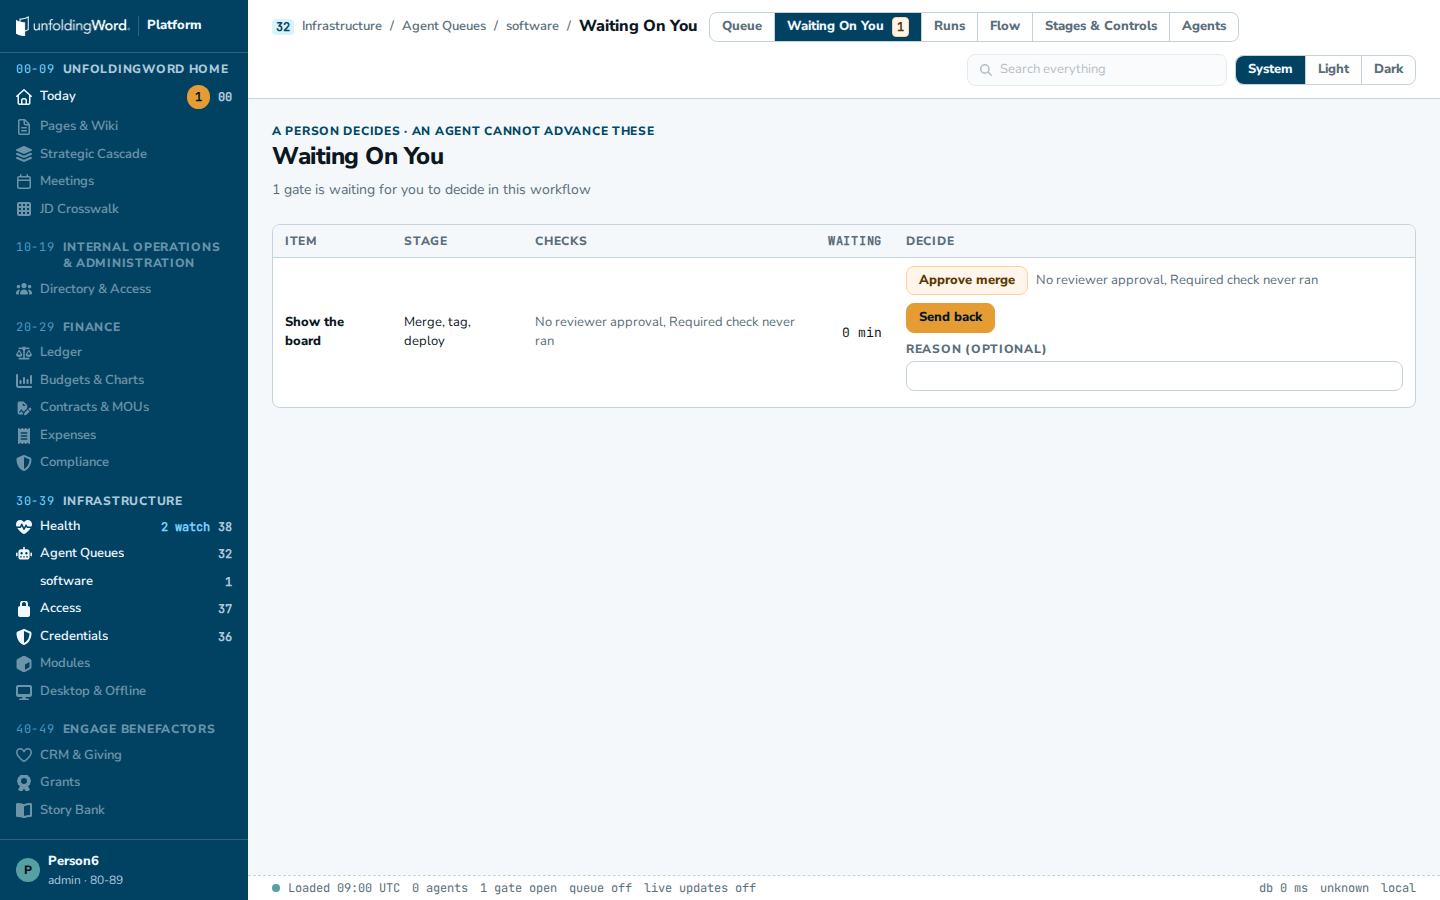 unfoldingWord. Platform
00-09 UNFOLDINGWORD HOME
Today 1 00
Pages & Wiki
Strategic Cascade
Meetings
JD Crosswalk
10-19 INTERNAL OPERATIONS
& ADMINISTRATION
Directory & Access
20-29 FINANCE
Ledger
Budgets & Charts
Contracts & MOUs
Expenses
Compliance
30-39 INFRASTRUCTURE
Health 2 watch 38
Agent Queues 32
software 1
Access 37
Credentials 36
Modules
Desktop & Offline
40-49 ENGAGE BENEFACTORS
CRM & Giving
Grants
Story Bank
P Person6
admin · 80-89
32 Infrastructure / Agent Queues / software / Waiting On You
Queue Waiting On You 1 Runs Flow Stages & Controls Agents
Search everything System Light Dark
A PERSON DECIDES · AN AGENT CANNOT ADVANCE THESE
Waiting On You
1 gate is waiting for you to decide in this workflow
ITEM STAGE CHECKS WAITING DECIDE
Show the
board
Merge, tag,
deploy
No reviewer approval, Required check never
ran
0 min
Approve merge No reviewer approval, Required check never ran
Send back
REASON (OPTIONAL)
Loaded 09:00 UTC 0 agents 1 gate open queue off live updates off db 0 ms unknown local